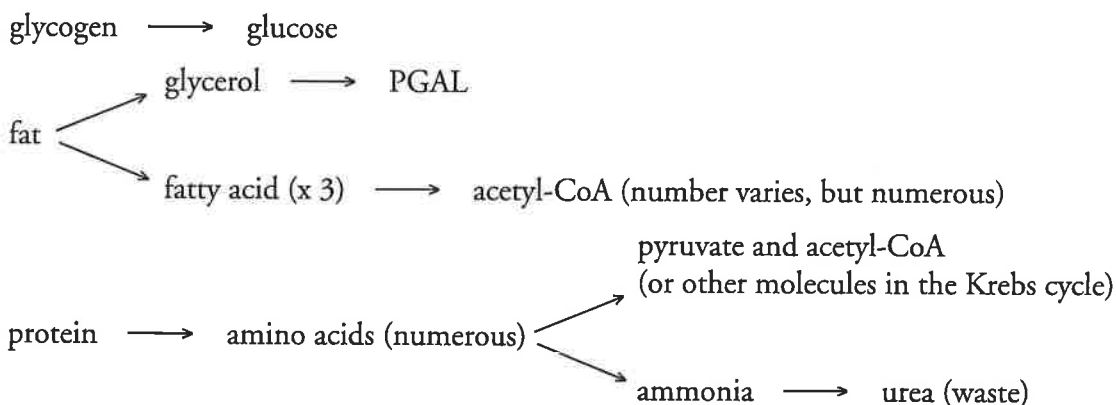 glycogen → glucose
glycerol → PGAL
fat
fatty acid (x 3) → acetyl-CoA (number varies, but numerous)
pyruvate and acetyl-CoA
(or other molecules in the Krebs cycle)
protein → amino acids (numerous)
ammonia → urea (waste)